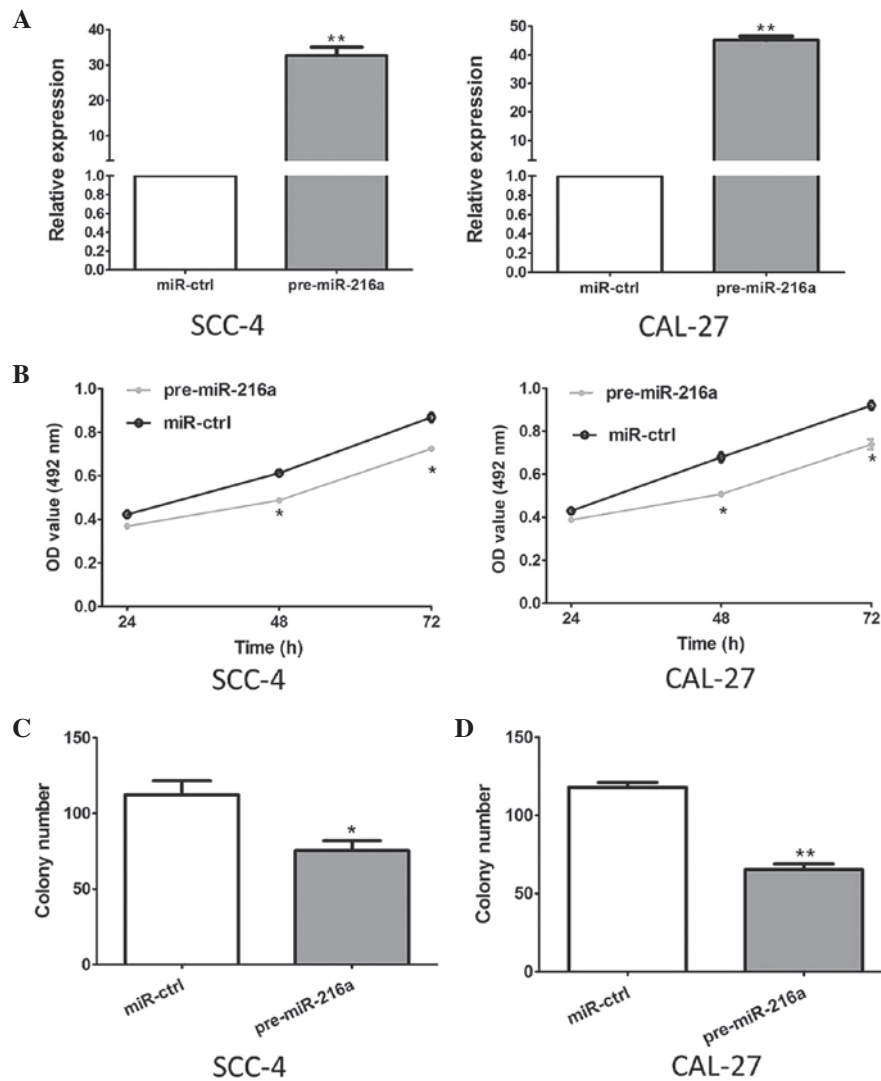 A
Relative expression
40
30
20
10
1.0
0.8
0.6
0.4
0.2
0.0
**
miR-ctrl
pre-miR-216a
SCC-4
Relative expression
50
40
30
20
10
1.0
0.8
0.6
0.4
0.2
0.0
**
miR-ctrl
pre-miR-216a
CAL-27
B
OD value (492 nm)
1.0
0.8
0.6
0.4
0.2
0.0
pre-miR-216a
miR-ctrl
*
*
24
48
72
Time (h)
SCC-4
OD value (492 nm)
1.0
0.8
0.6
0.4
0.2
0.0
pre-miR-216a
miR-ctrl
*
*
24
48
72
Time (h)
CAL-27
C
Colony number
150
100
50
0
*
miR-ctrl
pre-miR-216a
SCC-4
D
Colony number
150
100
50
0
**
miR-ctrl
pre-miR-216a
CAL-27